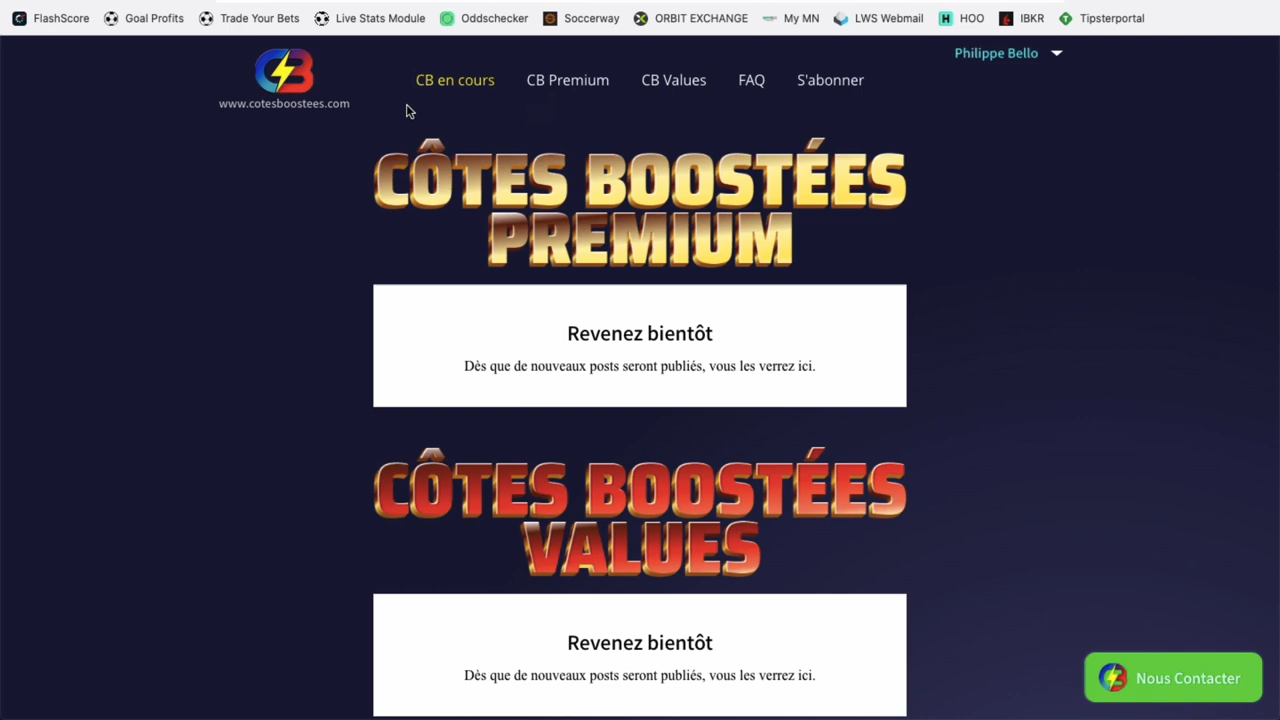 FlashScore Goal Profits Trade Your Bets Live Stats Module Oddschecker Soccerway ORBIT EXCHANGE My MN LWS Webmail HOO IBKR Tipsterportal
Philippe Bello
CB en cours CB Premium CB Values FAQ S'abonner
www.cotesboostees.com
CÔTES BOOSTÉES
PREMIUM
Revenez bientôt
Dès que de nouveaux posts seront publiés, vous les verrez ici.
CÔTES BOOSTÉES
VALUES
Revenez bientôt
Dès que de nouveaux posts seront publiés, vous les verrez ici.
Nous Contacter